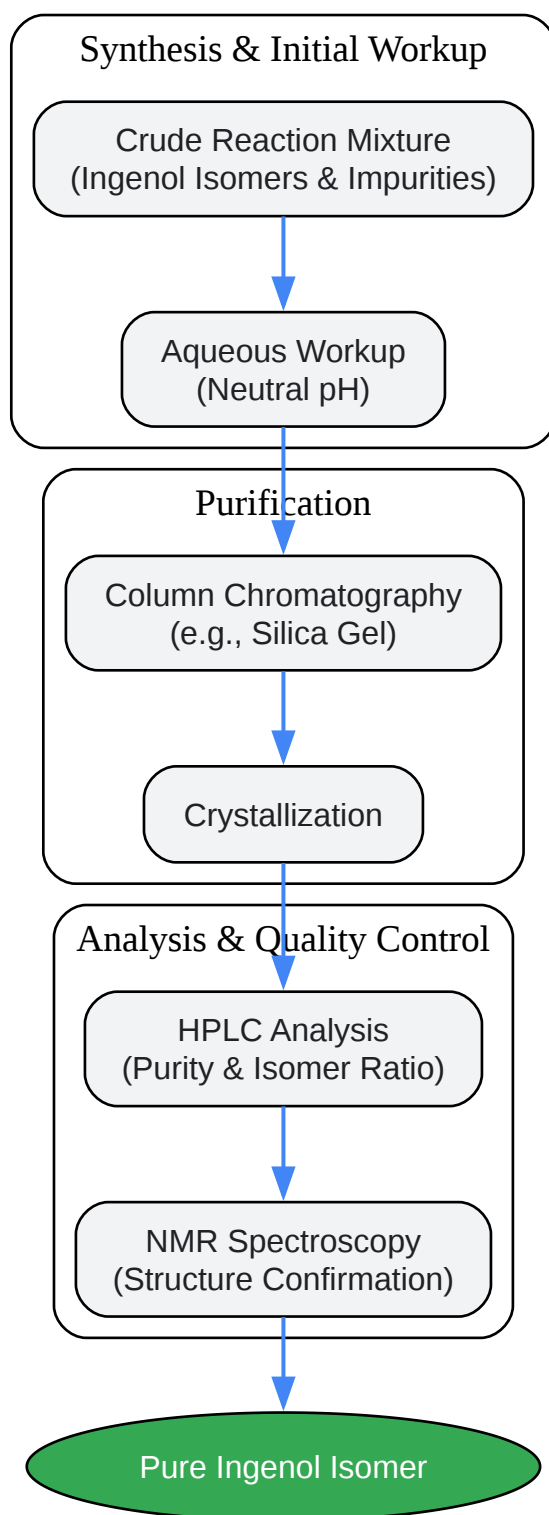 Synthesis & Initial Workup
Crude Reaction Mixture
(Ingenol Isomers & Impurities)
Aqueous Workup
(Neutral pH)
Purification
Column Chromatography
(e.g., Silica Gel)
Crystallization
Analysis & Quality Control
HPLC Analysis
(Purity & Isomer Ratio)
NMR Spectroscopy
(Structure Confirmation)
Pure Ingenol Isomer